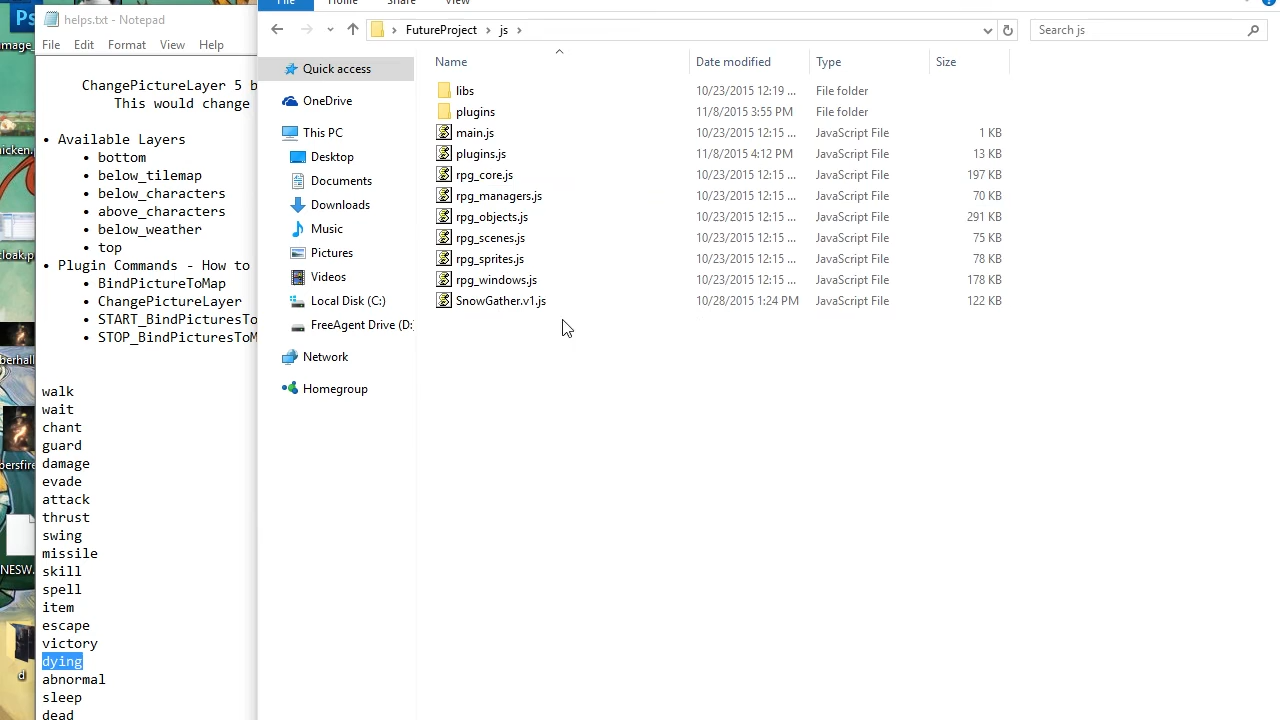 Ps
image_
hicken.p
tloak.p
berhall
bersfire
NESW.
d
helps.txt - Notepad
File Edit Format View Help
ChangePictureLayer 5 b
This would change
• Available Layers
• bottom
• below_tilemap
• below_characters
• above_characters
• below_weather
• top
• Plugin Commands - How to
• BindPictureToMap
• ChangePictureLayer
• START_BindPicturesTo
• STOP_BindPicturesToM
walk
wait
chant
guard
damage
evade
attack
thrust
swing
missile
skill
spell
item
escape
victory
dying
abnormal
sleep
dead
File Home Share View
FutureProject › js ›
Search js
Quick access
OneDrive
This PC
Desktop
Documents
Downloads
Music
Pictures
Videos
Local Disk (C:)
FreeAgent Drive (D:
Network
Homegroup
Name Date modified Type Size
libs 10/23/2015 12:19 ... File folder
plugins 11/8/2015 3:55 PM File folder
main.js 10/23/2015 12:15 ... JavaScript File 1 KB
plugins.js 11/8/2015 4:12 PM JavaScript File 13 KB
rpg_core.js 10/23/2015 12:15 ... JavaScript File 197 KB
rpg_managers.js 10/23/2015 12:15 ... JavaScript File 70 KB
rpg_objects.js 10/23/2015 12:15 ... JavaScript File 291 KB
rpg_scenes.js 10/23/2015 12:15 ... JavaScript File 75 KB
rpg_sprites.js 10/23/2015 12:15 ... JavaScript File 78 KB
rpg_windows.js 10/23/2015 12:15 ... JavaScript File 178 KB
SnowGather.v1.js 10/28/2015 1:24 PM JavaScript File 122 KB